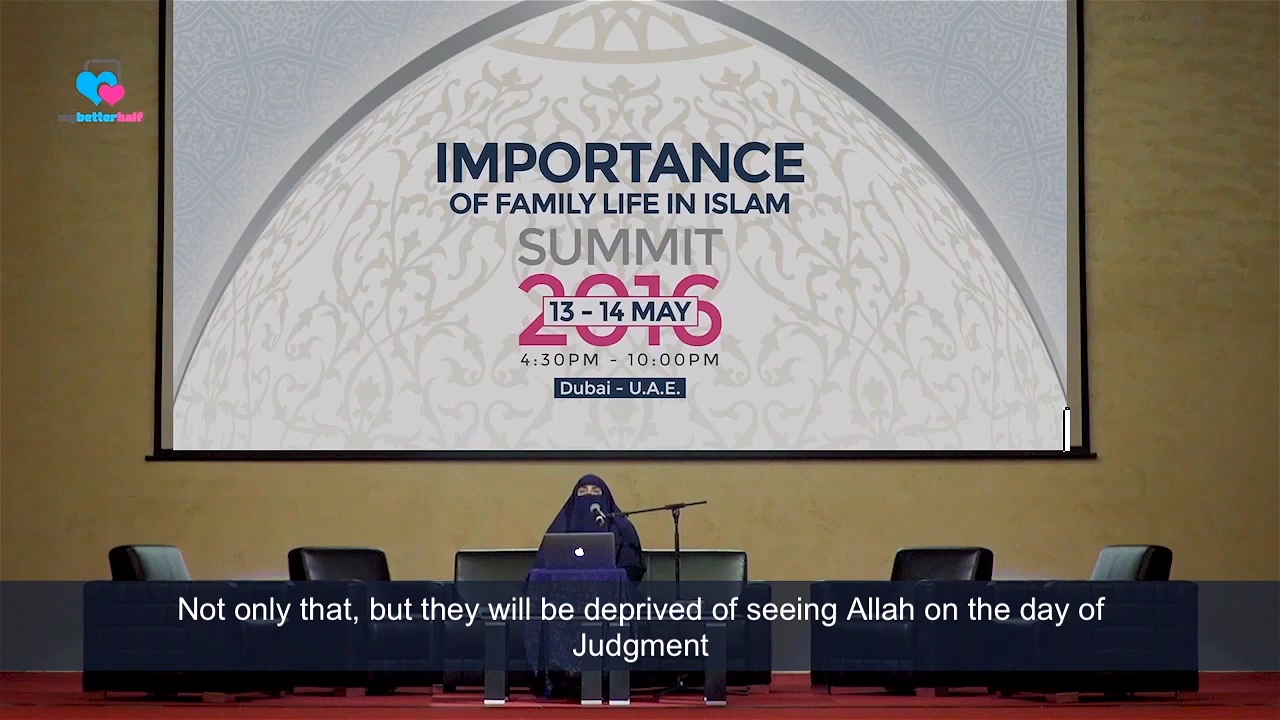 mybetterhalf
IMPORTANCE
OF FAMILY LIFE IN ISLAM
SUMMIT
2016
13 - 14 MAY
4:30PM - 10:00PM
Dubai - U.A.E.
Not only that, but they will be deprived of seeing Allah on the day of
Judgment